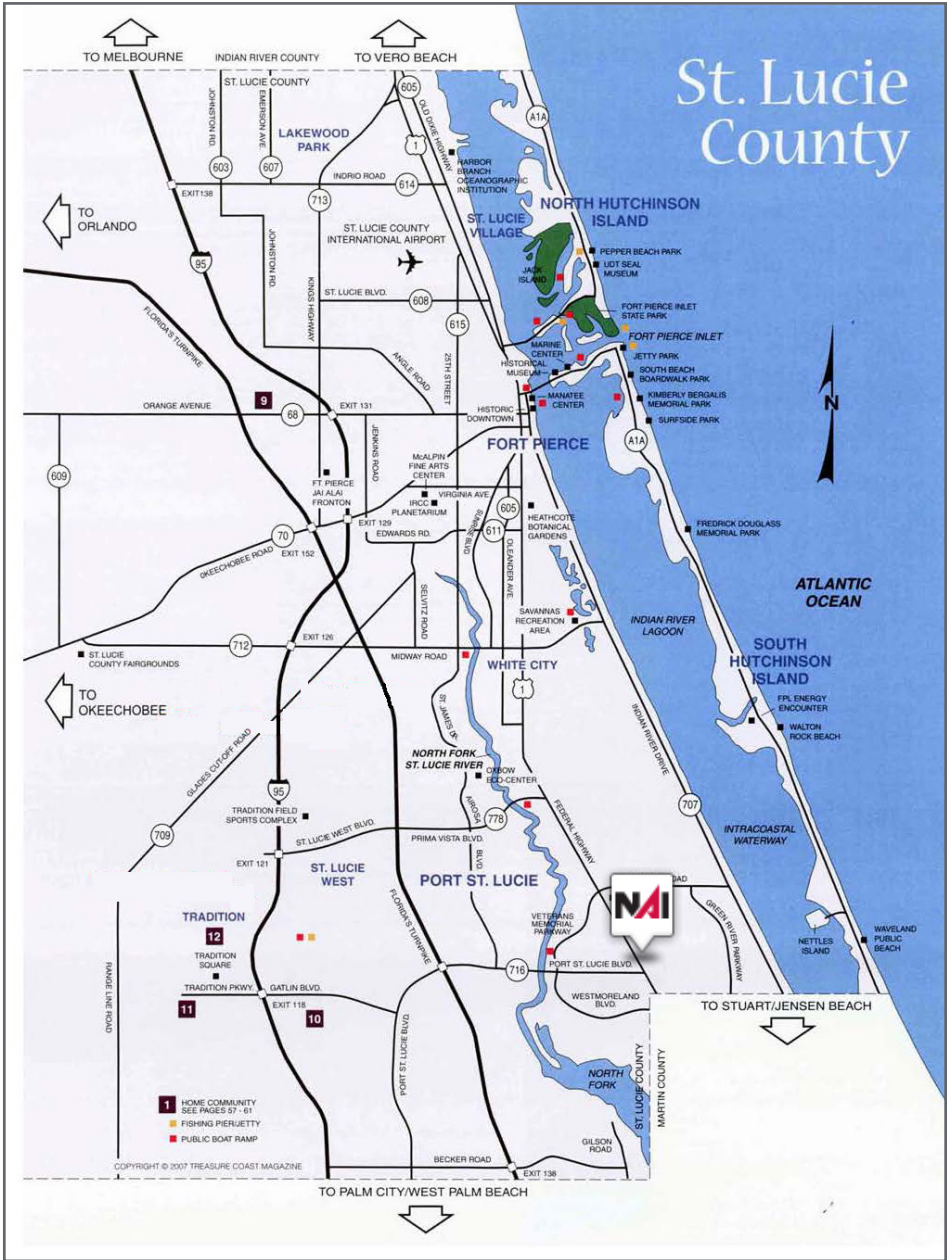 TO MELBOURNE
INDIAN RIVER COUNTY
TO VERO BEACH
ST. LUCIE COUNTY
St. Lucie
County
605
A1A
OLD DIXIE HIGHWAY
1
JOHNSTON RD.
EMERSON AVE.
LAKEWOOD
PARK
HARBOR
BRANCH
OCEANOGRAPHIC
INSTITUTION
603
607
INDRIO ROAD
614
EXIT138
713
TO
ORLANDO
NORTH HUTCHINSON
ISLAND
ST. LUCIE
VILLAGE
ST. LUCIE COUNTY
INTERNATIONAL AIRPORT
JOHNSTON RD.
95
PEPPER BEACH PARK
UDT SEAL
MUSEUM
JACK
ISLAND
KINGS HIGHWAY
ST. LUCIE BLVD.
608
615
FORT PIERCE INLET
STATE PARK
FLORIDA'S TURNPIKE
FORT PIERCE INLET
MARINE
CENTER
JETTY PARK
HISTORICAL
MUSEUM
ANGLE ROAD
25TH STREET
SOUTH BEACH
BOARDWALK PARK
N
9
ORANGE AVENUE
68
EXIT 131
MANATEE
CENTER
HISTORIC
DOWNTOWN
KIMBERLY BERGALIS
MEMORIAL PARK
SURFSIDE PARK
FORT PIERCE
A1A
JENKINS ROAD
McALPIN
FINE ARTS
CENTER
609
FT PIERCE
JAI ALAI
FRONTON
VIRGINIA AVE.
IRCC
PLANETARIUM
605
SUNRISE BLVD
611
HEATHCOTE
BOTANICAL
GARDENS
EXIT 129
EDWARDS RD.
FREDRICK DOUGLASS
MEMORIAL PARK
70
EXIT 152
OKEECHOBEE ROAD
OLEANDER AVE.
SELVITZ ROAD
ATLANTIC
OCEAN
SAVANNAS
RECREATION
AREA
INDIAN RIVER
LAGOON
EXIT 126
712
MIDWAY ROAD
ST. LUCIE
COUNTY FAIRGROUNDS
WHITE CITY
SOUTH
HUTCHINSON
ISLAND
TO
OKEECHOBEE
1
FPL ENERGY
ENCOUNTER
WALTON
ROCK BEACH
ST. JAMES DR.
INDIAN RIVER DRIVE
NORTH FORK
ST. LUCIE RIVER
OXBOW
ECO-CENTER
GLADES CUT-OFF ROAD
95
TRADITION FIELD
SPORTS COMPLEX
709
AIROSA
BLVD
778
FEDERAL HIGHWAY
707
ST. LUCIE WEST BLVD.
PRIMA VISTA BLVD.
INTRACOASTAL
WATERWAY
EXIT 121
ST. LUCIE
WEST
PORT ST. LUCIE
OAD
NAI
TRADITION
12
VETERANS
MEMORIAL
PARKWAY
GREEN RIVER PARKWAY
NETTLES
ISLAND
WAVELAND
PUBLIC
BEACH
TRADITION
SQUARE
FLORIDA'S TURNPIKE
716
PORT ST. LUCIE BLVD.
RANGE LINE ROAD
TRADITION PKWY.
GATLIN BLVD.
EXIT 118
11
10
WESTMORELAND
BLVD.
TO STUART/JENSEN BEACH
PORT ST. LUCIE BLVD.
NORTH
FORK
ST. LUCIE COUNTY
MARTIN COUNTY
1
HOME COMMUNITY
SEE PAGES 57 - 61
FISHING PIER/JETTY
PUBLIC BOAT RAMP
GILSON
ROAD
COPYRIGHT © 2007 TREASURE COAST MAGAZINE
BECKER ROAD
EXIT 138
TO PALM CITY/WEST PALM BEACH